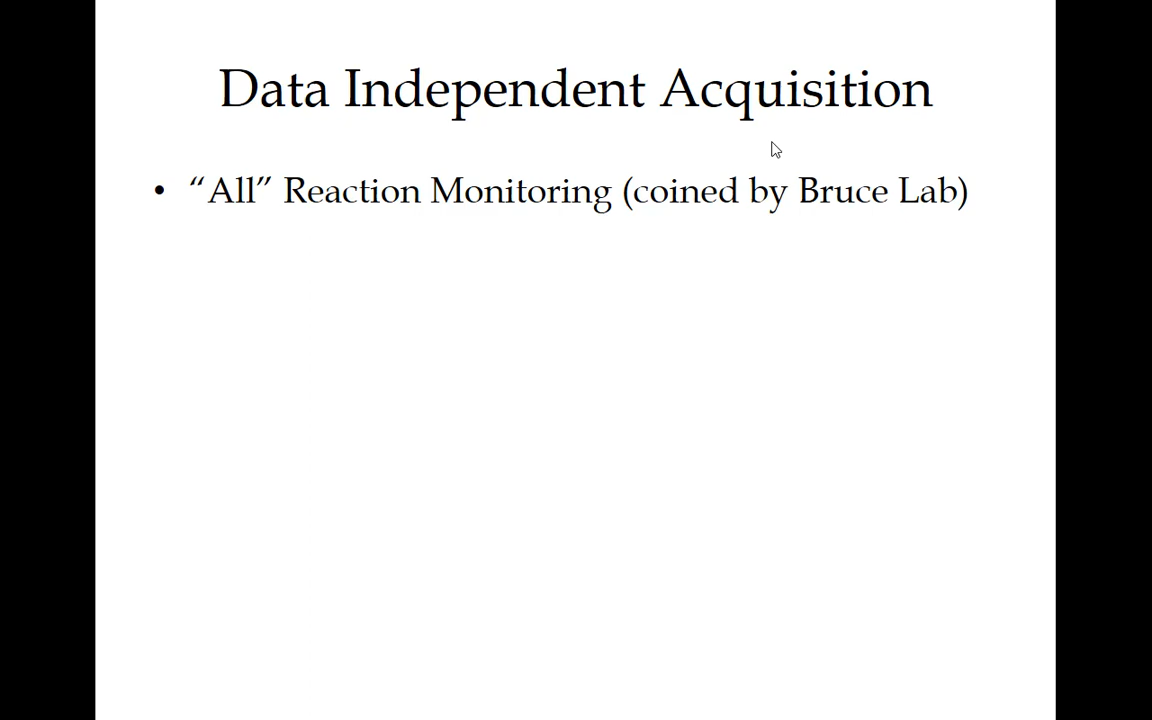 Data Independent Acquisition
• “All” Reaction Monitoring (coined by Bruce Lab)